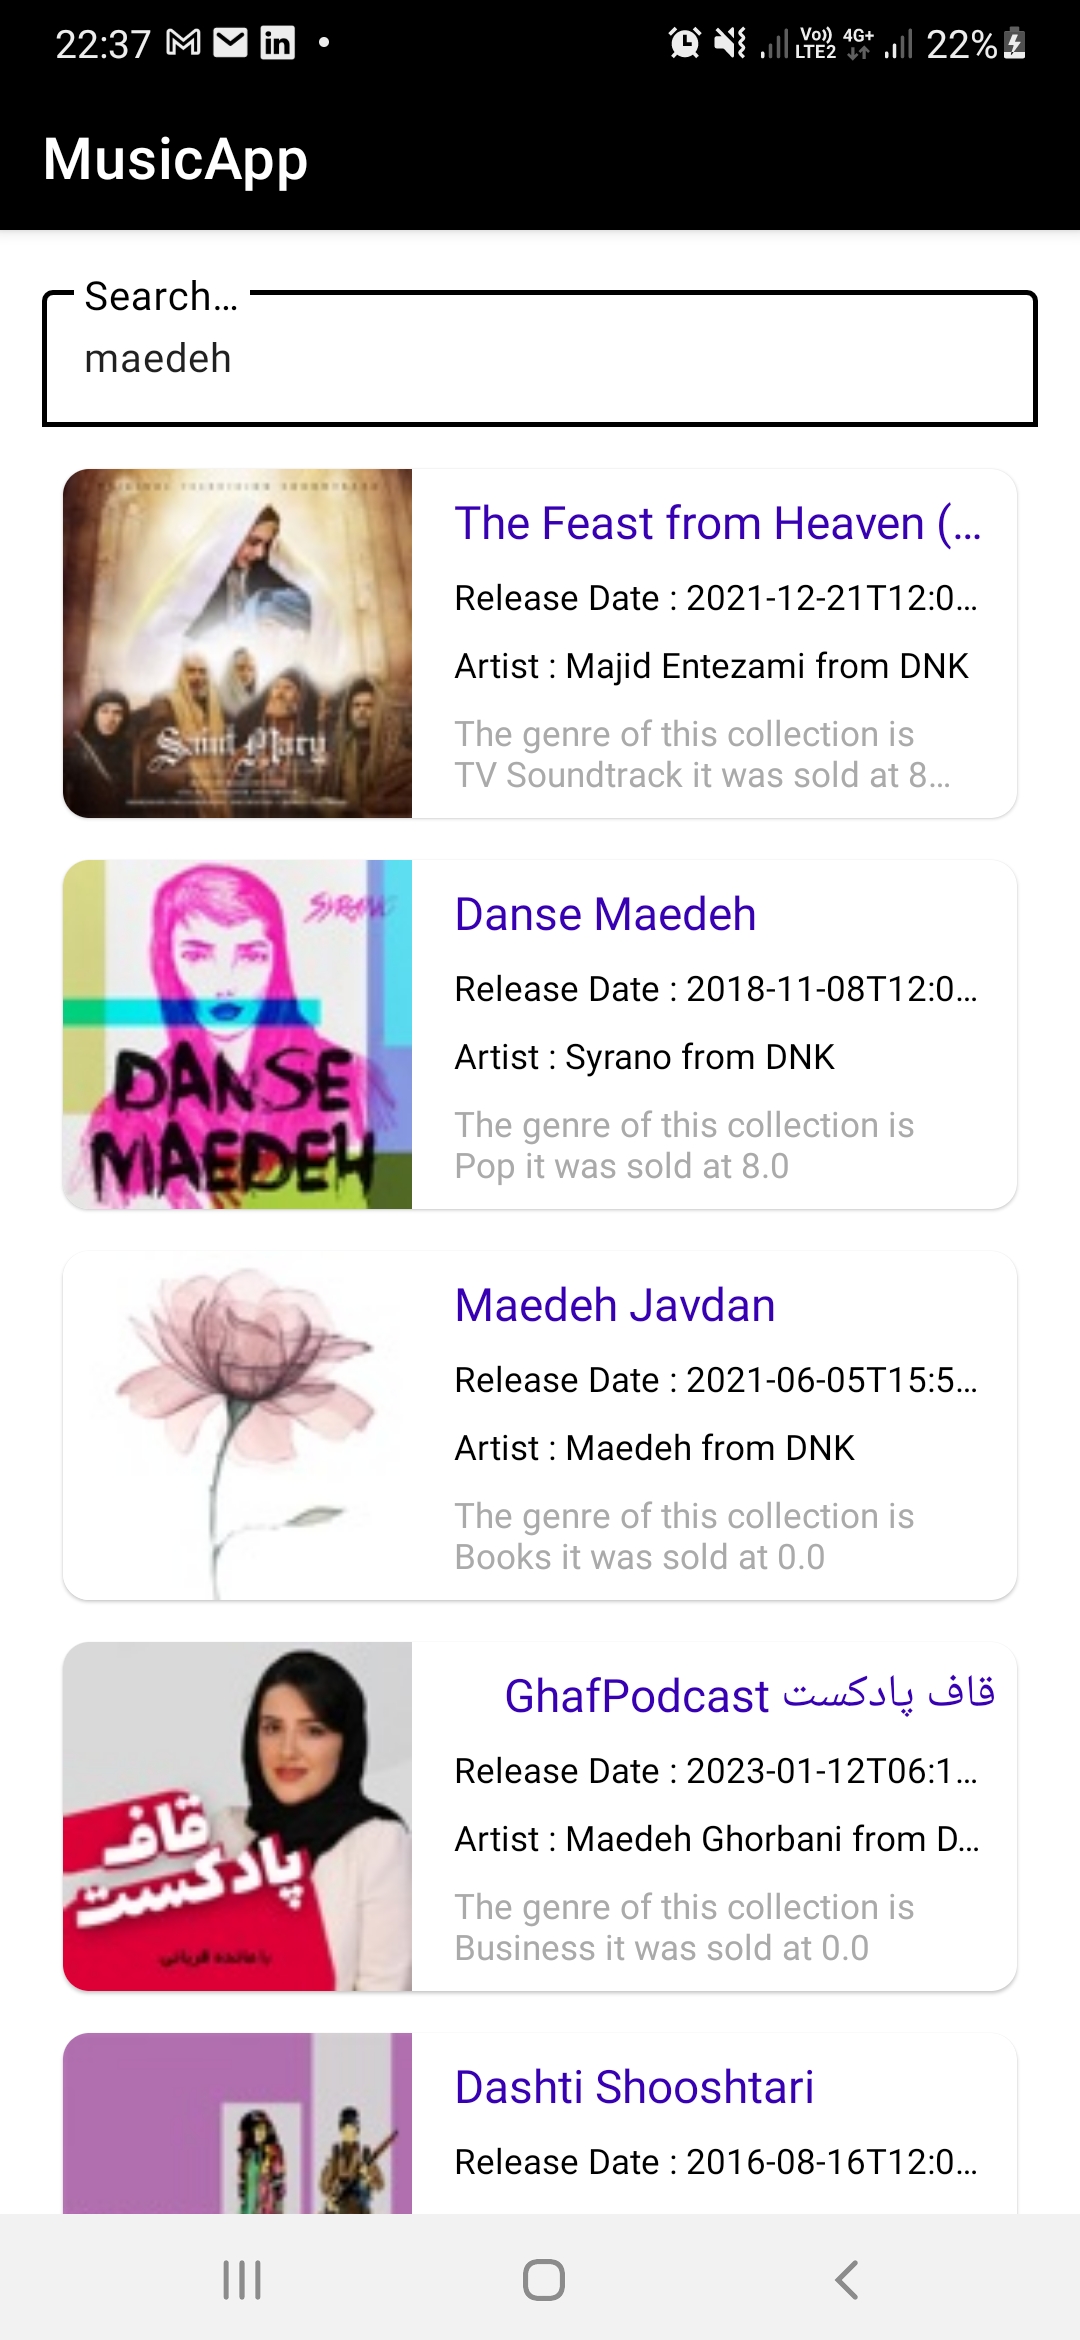 22:37
Vo)) LTE2 4G+ 22%
MusicApp
Search...
maedeh
Saint Mary
The Feast from Heaven (...
Release Date : 2021-12-21T12:0...
Artist : Majid Entezami from DNK
The genre of this collection is
TV Soundtrack it was sold at 8...
SYRANO
DANSE
MAEDEH
Danse Maedeh
Release Date : 2018-11-08T12:0...
Artist : Syrano from DNK
The genre of this collection is
Pop it was sold at 8.0
Maedeh Javdan
Release Date : 2021-06-05T15:5...
Artist : Maedeh from DNK
The genre of this collection is
Books it was sold at 0.0
قاف
پادکست
با مائده قربانی
قاف پادکست GhafPodcast
Release Date : 2023-01-12T06:1...
Artist : Maedeh Ghorbani from D...
The genre of this collection is
Business it was sold at 0.0
Dashti Shooshtari
Release Date : 2016-08-16T12:0...